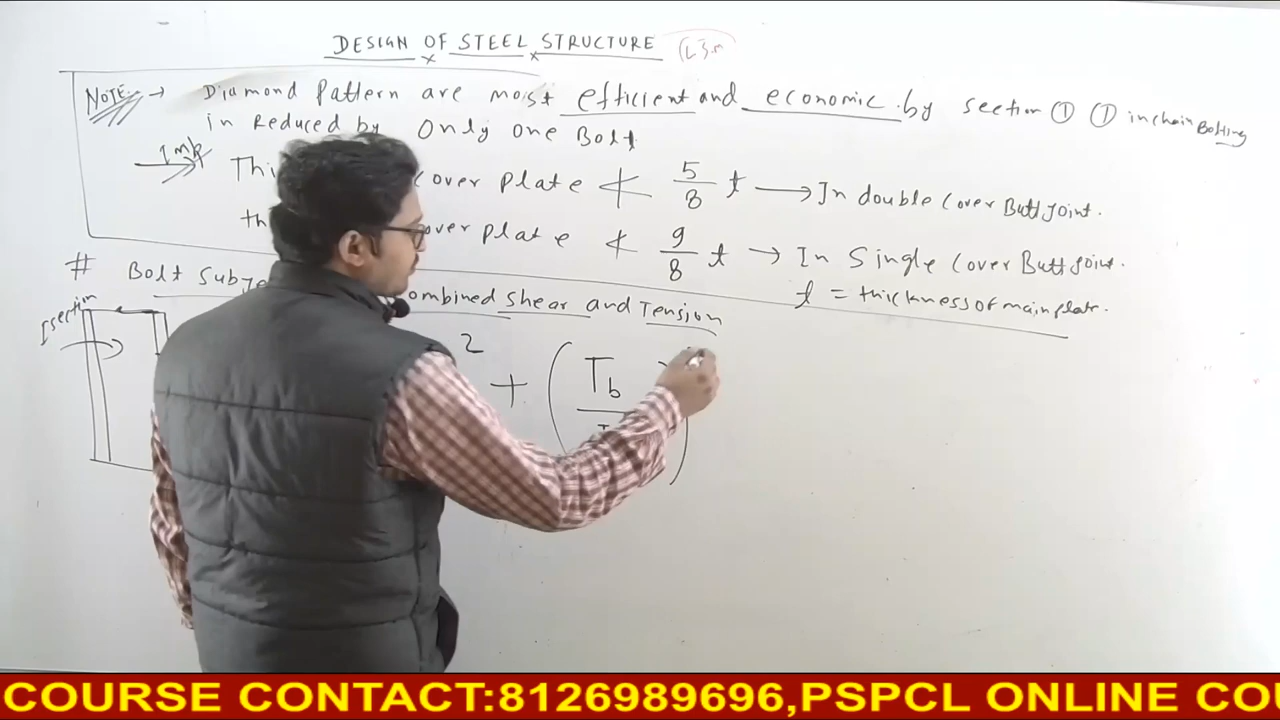 DESIGN OF STEEL STRUCTURE
NOTE → Diamond Pattern are most efficient and economic. by section ① ① in chain Bolting
in Reduced by Only one Bolt
Imp Thi over plate ≮ 5/8 t → In double Cover Butt Joint.
th over plate ≮ 9/8 t → In Single Cover Butt Joint.
t = thickness of main plate.
# Bolt Subje ombined shear and Tension
I section
2 + ( Tb )
COURSE CONTACT:8126989696,PSPCL ONLINE CO